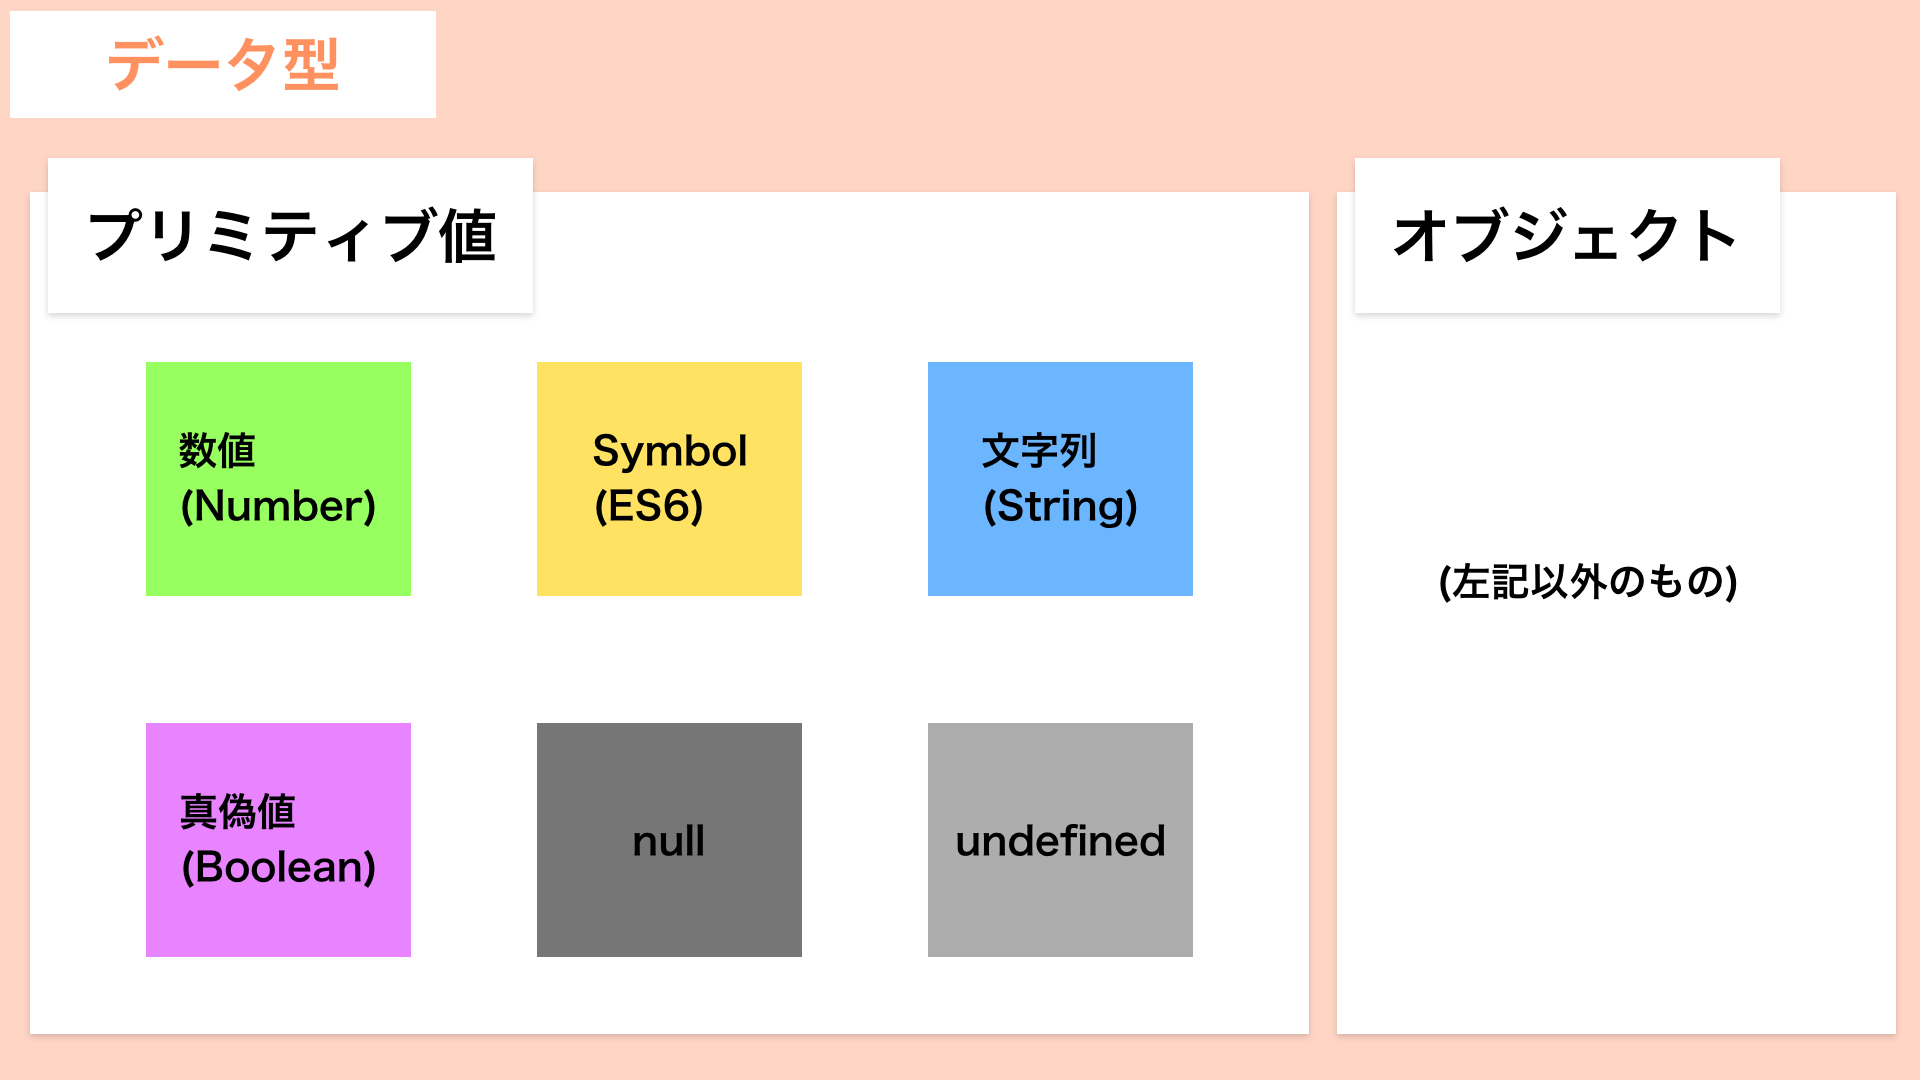 データ型
プリミティブ値
数値
(Number)
Symbol
(ES6)
文字列
(String)
真偽値
(Boolean)
null
undefined
オブジェクト
(左記以外のもの)